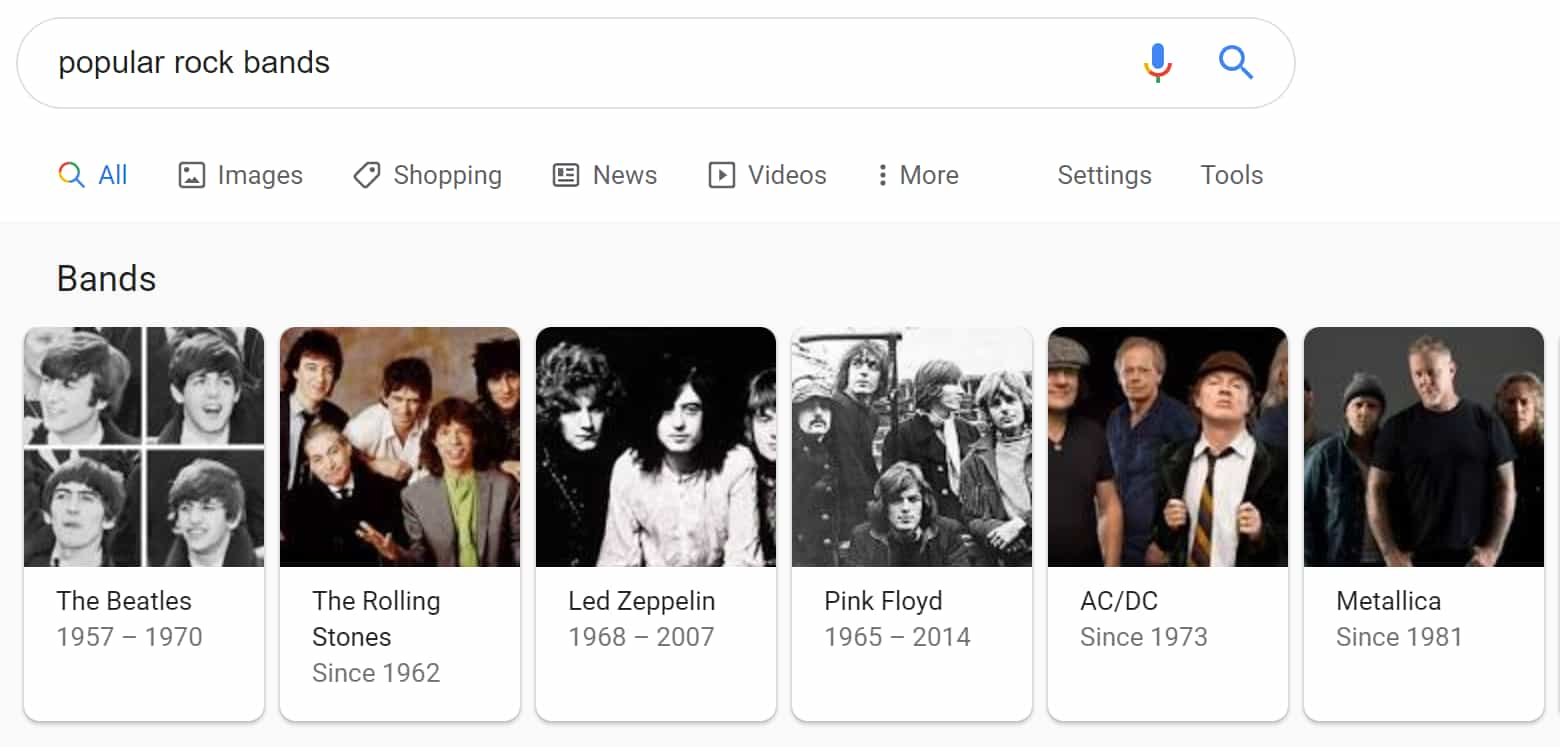 popular rock bands
All Images Shopping News Videos More Settings Tools
Bands
The Beatles
1957 – 1970
The Rolling
Stones
Since 1962
Led Zeppelin
1968 – 2007
Pink Floyd
1965 – 2014
AC/DC
Since 1973
Metallica
Since 1981